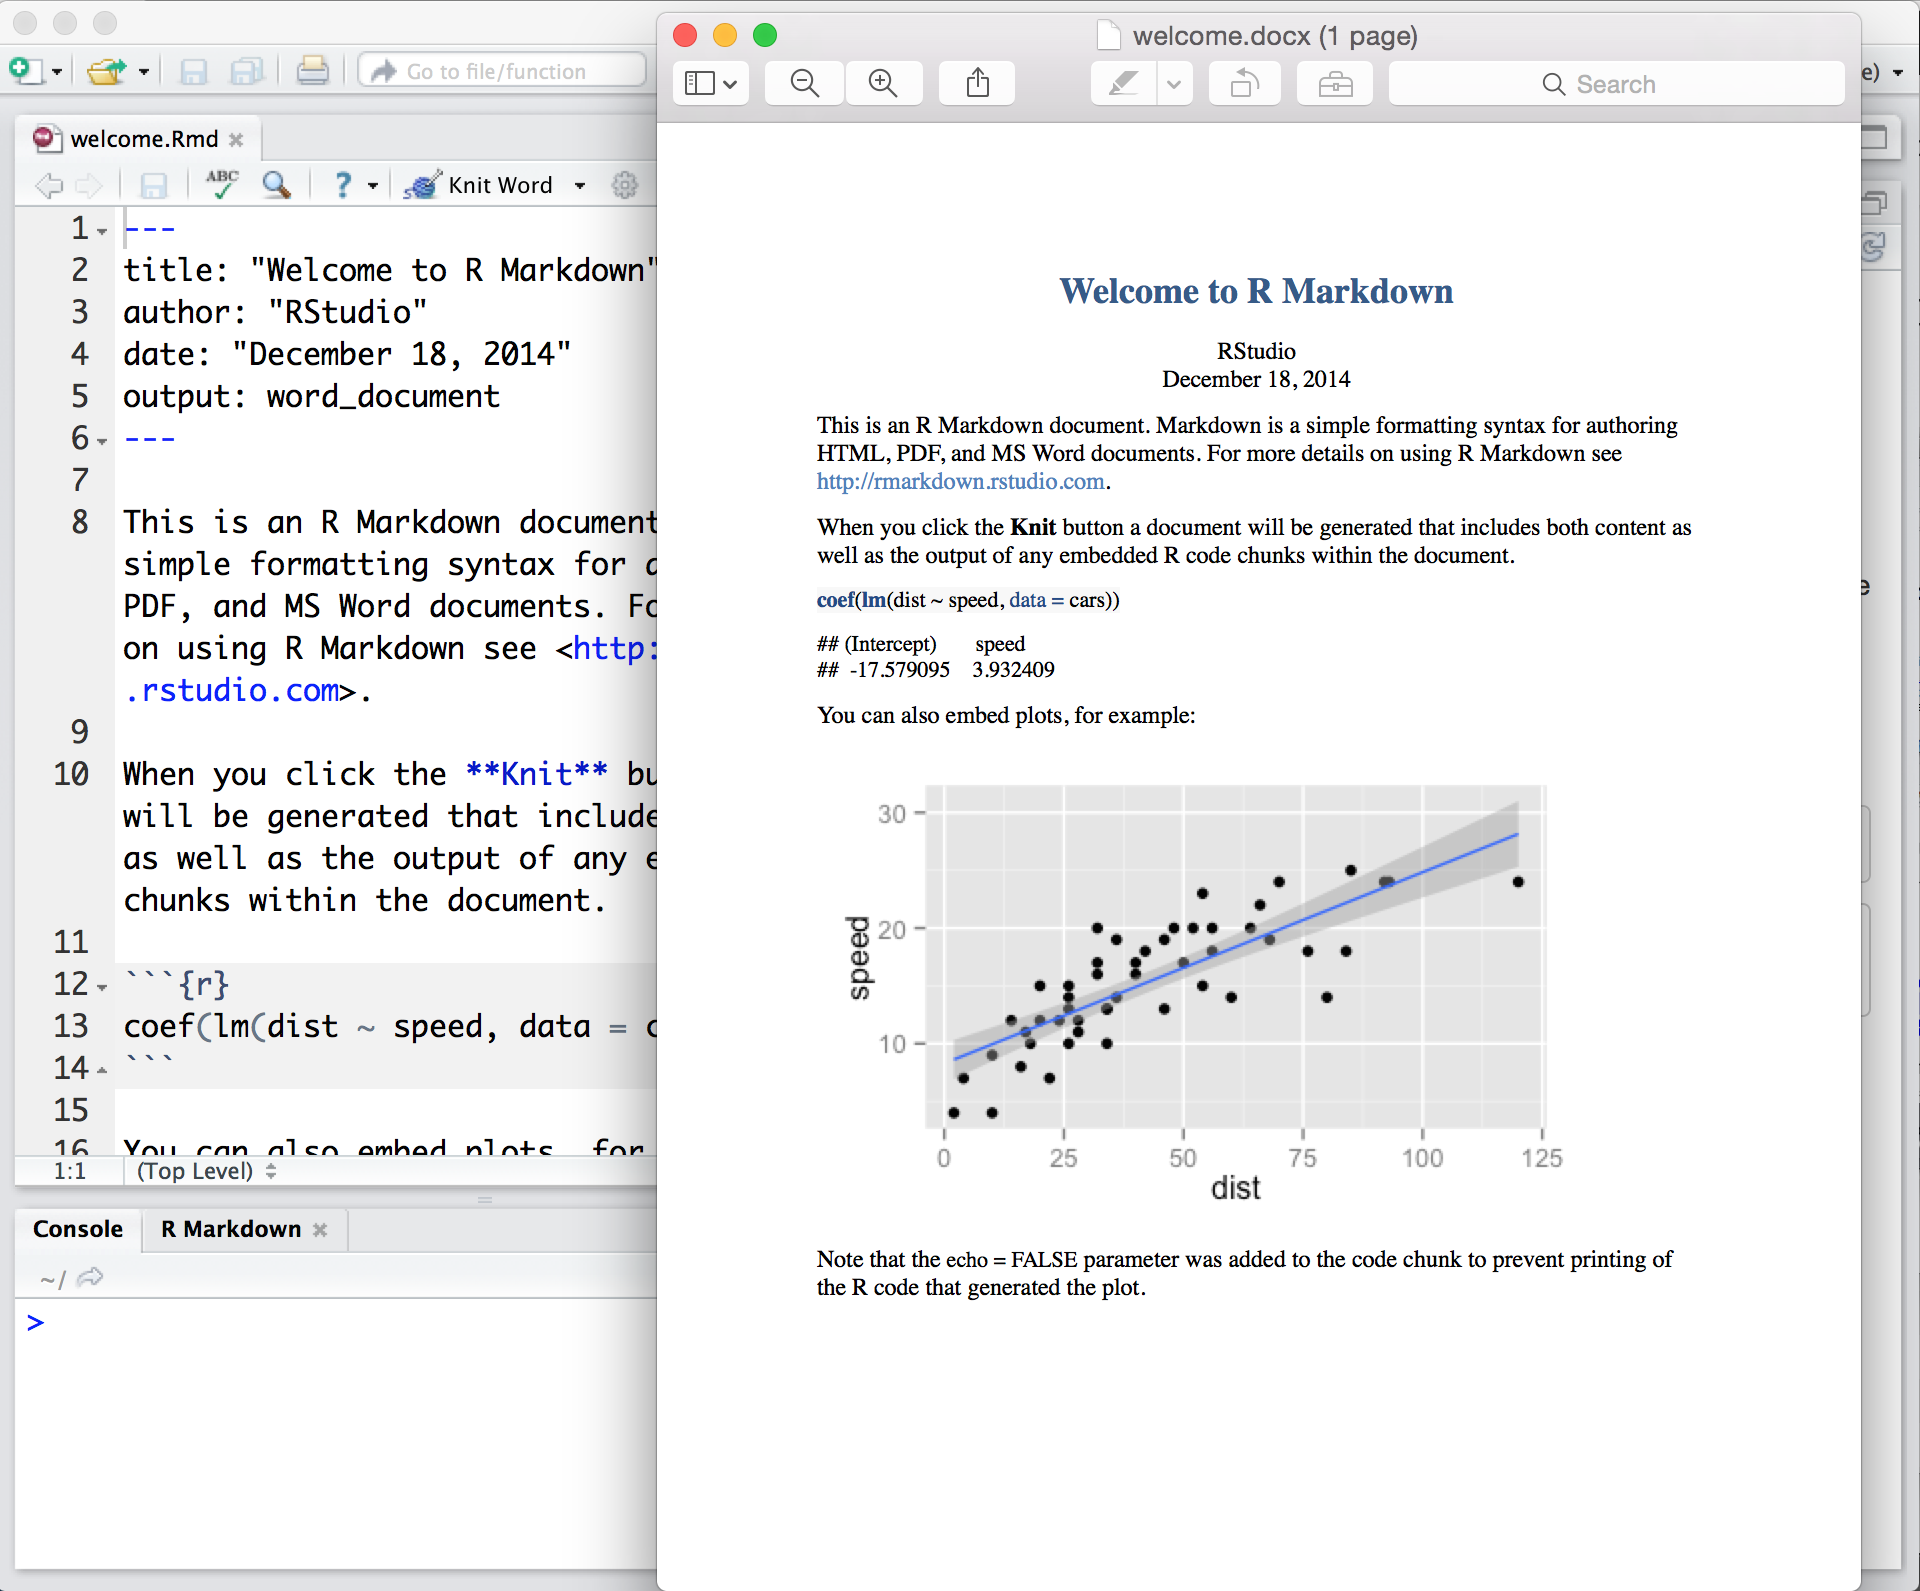 Go to file/function
welcome.Rmd
ABC
? Knit Word
1 ---
2 title: "Welcome to R Markdown"
3 author: "RStudio"
4 date: "December 18, 2014"
5 output: word_document
6 ---
7
8 This is an R Markdown document
simple formatting syntax for
PDF, and MS Word documents.
on using R Markdown see <http:
.rstudio.com>.
9
10 When you click the **Knit**
will be generated that include
as well as the output of any
chunks within the document.
11
12 ```{r}
13 coef(lm(dist ~ speed, data =
14 ```
15
16 You can also embed plots, for
1:1 (Top Level)
Console R Markdown
~/
>
welcome.docx (1 page)
Search
e)
Welcome to R Markdown
RStudio
December 18, 2014
This is an R Markdown document. Markdown is a simple formatting syntax for authoring
HTML, PDF, and MS Word documents. For more details on using R Markdown see
http://rmarkdown.rstudio.com.
When you click the Knit button a document will be generated that includes both content as
well as the output of any embedded R code chunks within the document.
coef(lm(dist ~ speed, data = cars))
## (Intercept) speed
## -17.579095 3.932409
You can also embed plots, for example:
30
20
10
speed
0 25 50 75 100 125
dist
Note that the echo = FALSE parameter was added to the code chunk to prevent printing of
the R code that generated the plot.
e